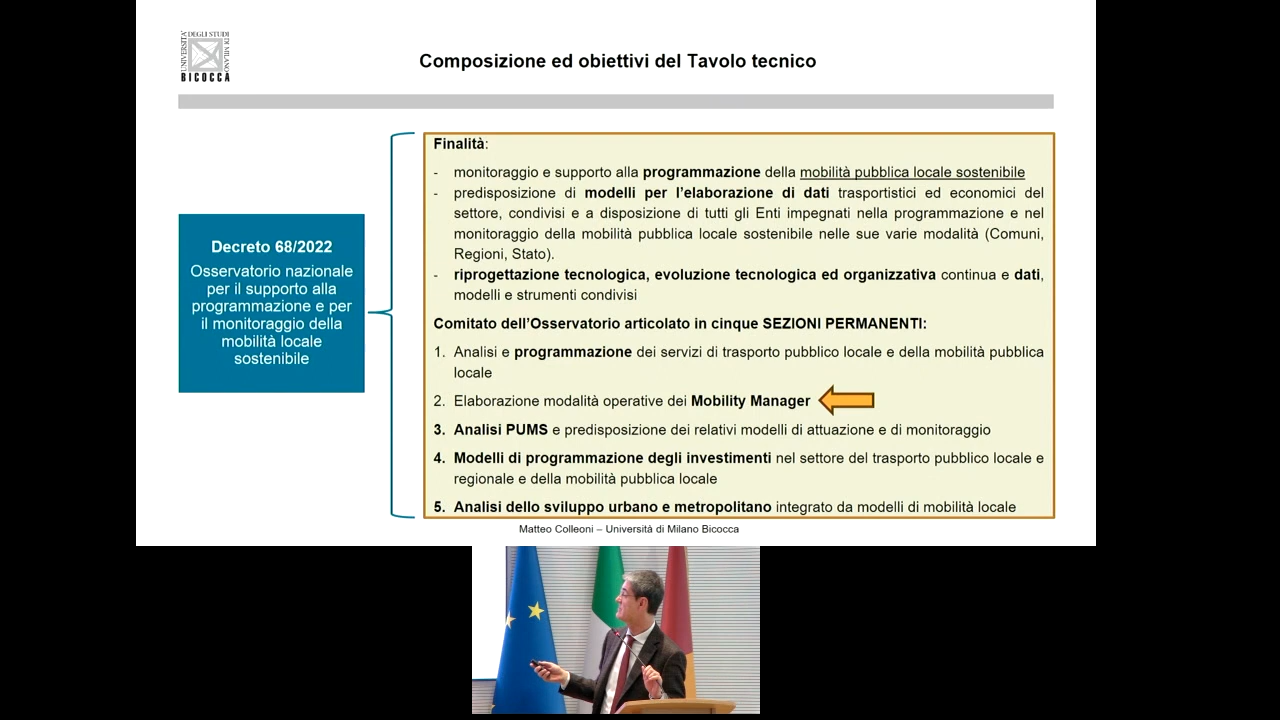 UNIVERSITA'
DEGLI STUDI
DI MILANO
BICOCCA
Composizione ed obiettivi del Tavolo tecnico
Decreto 68/2022
Osservatorio nazionale
per il supporto alla
programmazione e per
il monitoraggio della
mobilità locale
sostenibile
Finalità:
- monitoraggio e supporto alla programmazione della mobilità pubblica locale sostenibile
- predisposizione di modelli per l'elaborazione di dati trasportistici ed economici del
settore, condivisi e a disposizione di tutti gli Enti impegnati nella programmazione e nel
monitoraggio della mobilità pubblica locale sostenibile nelle sue varie modalità (Comuni,
Regioni, Stato).
- riprogettazione tecnologica, evoluzione tecnologica ed organizzativa continua e dati,
modelli e strumenti condivisi
Comitato dell'Osservatorio articolato in cinque SEZIONI PERMANENTI:
1. Analisi e programmazione dei servizi di trasporto pubblico locale e della mobilità pubblica
locale
2. Elaborazione modalità operative dei Mobility Manager
3. Analisi PUMS e predisposizione dei relativi modelli di attuazione e di monitoraggio
4. Modelli di programmazione degli investimenti nel settore del trasporto pubblico locale e
regionale e della mobilità pubblica locale
5. Analisi dello sviluppo urbano e metropolitano integrato da modelli di mobilità locale
Matteo Colleoni – Università di Milano Bicocca